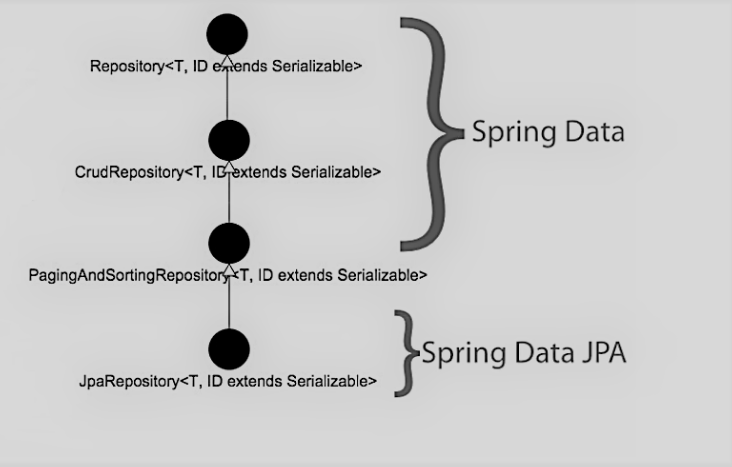 Repository<T, ID extends Serializable>
Spring Data
CrudRepository<T, ID extends Serializable>
PagingAndSortingRepository<T, ID extends Serializable>
Spring Data JPA
JpaRepository<T, ID extends Serializable>